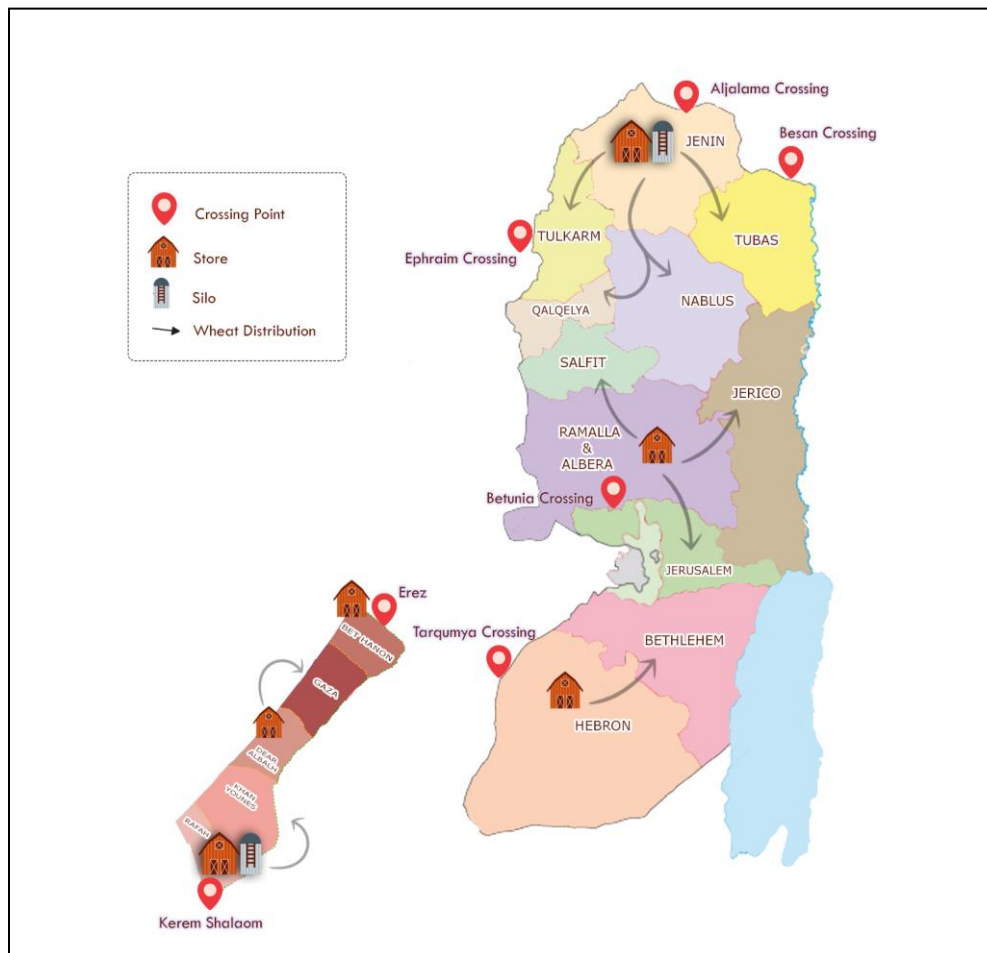 Aljalama Crossing
Besan Crossing
JENIN
Crossing Point
Store
Silo
Wheat Distribution
TULKARM
TUBAS
Ephraim Crossing
NABLUS
QALQELYA
SALFIT
JERICO
RAMALLA
&
ALBERA
Betunia Crossing
JERUSALEM
Erez
BET HANON
Tarqumya Crossing
BETHLEHEM
GAZA
HEBRON
DEAR
ALBALH
KHAN
YOUNES
RAFAH
Kerem Shalaom